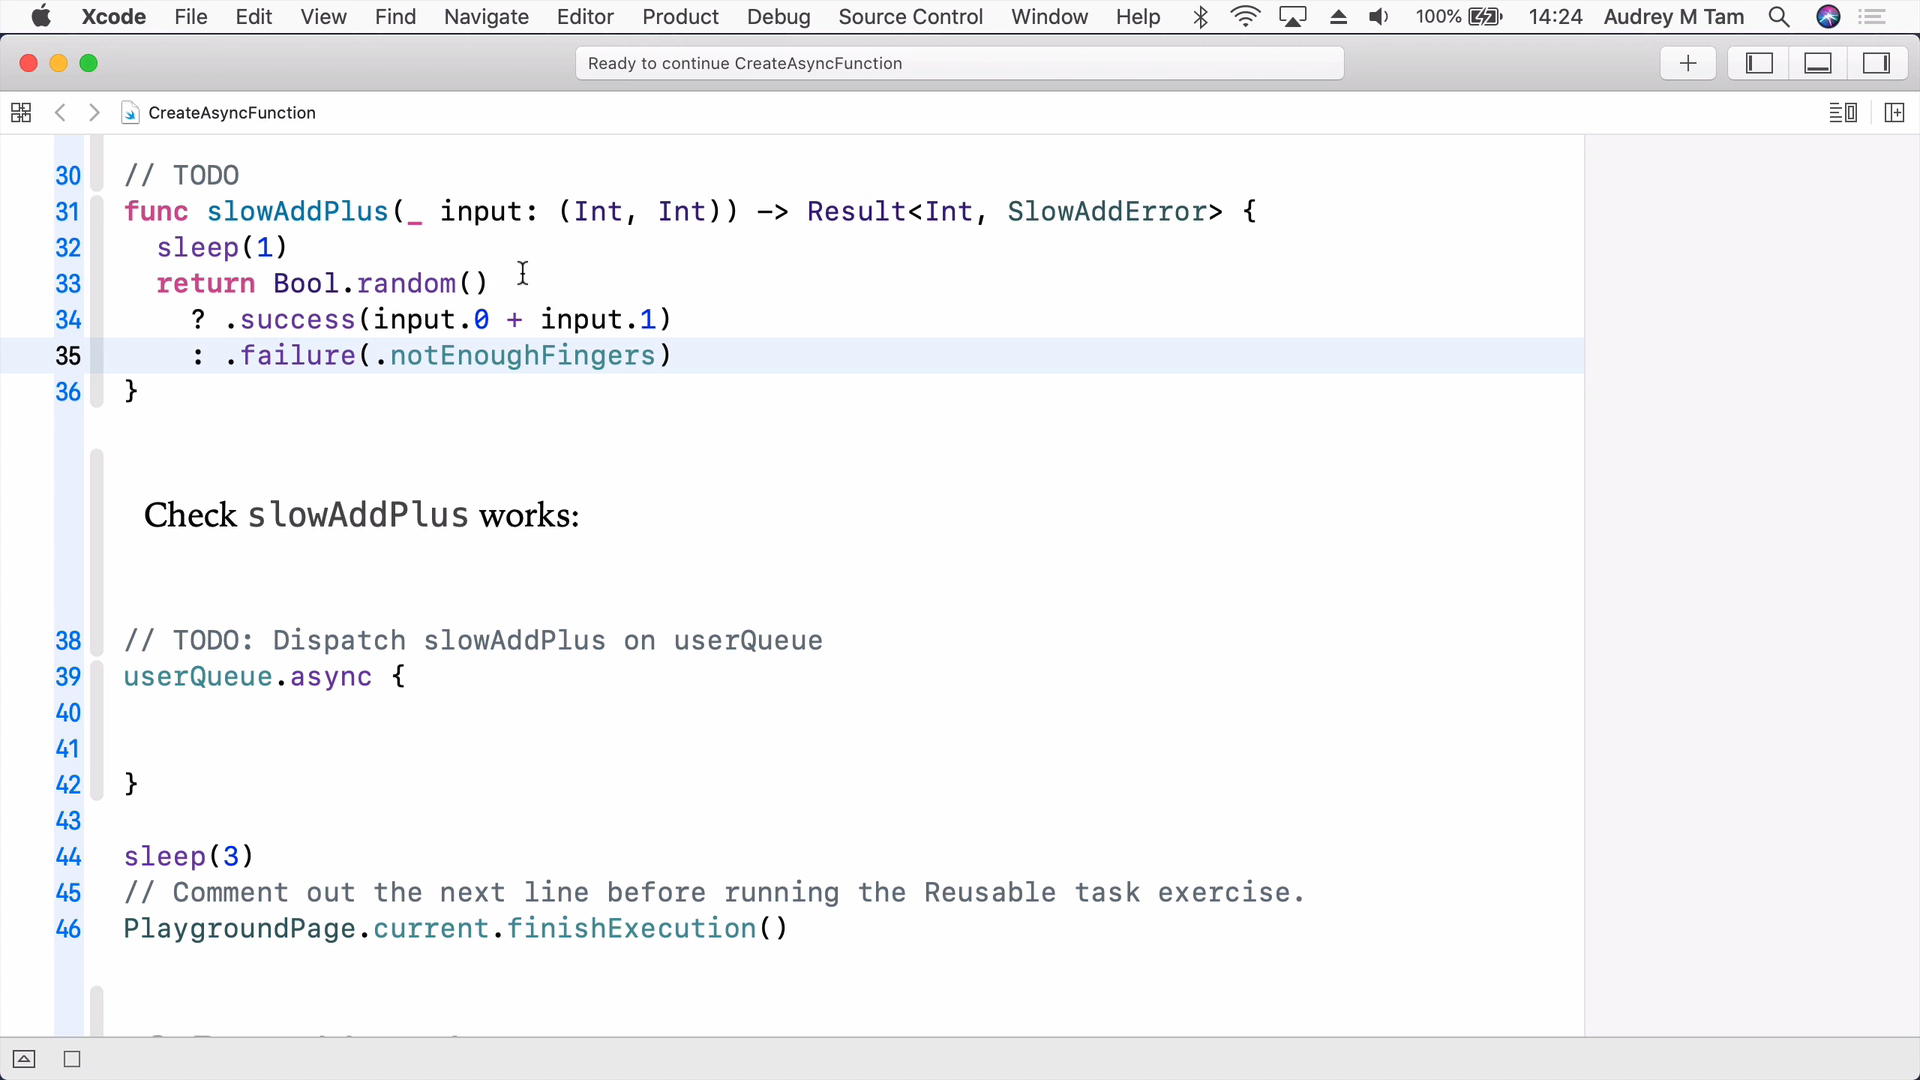 Xcode File Edit View Find Navigate Editor Product Debug Source Control Window Help 100% 14:24 Audrey M Tam
Ready to continue CreateAsyncFunction
CreateAsyncFunction
30 // TODO
31 func slowAddPlus(_ input: (Int, Int)) -> Result<Int, SlowAddError> {
32 sleep(1)
33 return Bool.random()
34 ? .success(input.0 + input.1)
35 : .failure(.notEnoughFingers)
36 }
Check slowAddPlus works:
38 // TODO: Dispatch slowAddPlus on userQueue
39 userQueue.async {
40
41
42 }
43
44 sleep(3)
45 // Comment out the next line before running the Reusable task exercise.
46 PlaygroundPage.current.finishExecution()